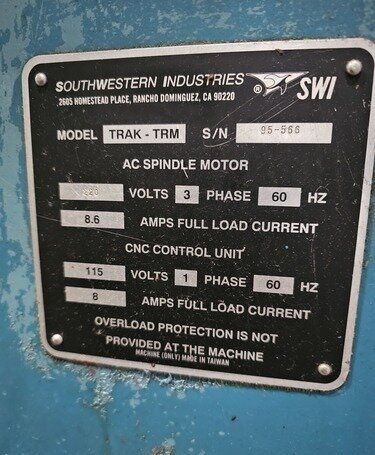 SOUTHWESTERN INDUSTRIES ® SWI
2605 HOMESTEAD PLACE, RANCHO DOMINGUEZ, CA 90220
MODEL TRAK - TRM S/N 95-566
AC SPINDLE MOTOR
VOLTS 3 PHASE 60 HZ
8.6 AMPS FULL LOAD CURRENT
CNC CONTROL UNIT
115 VOLTS 1 PHASE 60 HZ
8 AMPS FULL LOAD CURRENT
OVERLOAD PROTECTION IS NOT
PROVIDED AT THE MACHINE
MACHINE (ONLY) MADE IN TAIWAN